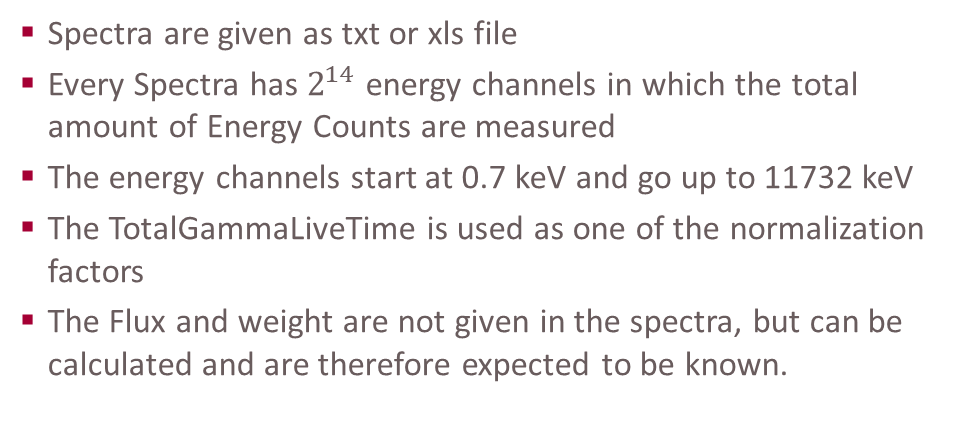 ▪ Spectra are given as txt or xls file
▪ Every Spectra has 2¹⁴ energy channels in which the total
amount of Energy Counts are measured
▪ The energy channels start at 0.7 keV and go up to 11732 keV
▪ The TotalGammaLiveTime is used as one of the normalization
factors
▪ The Flux and weight are not given in the spectra, but can be
calculated and are therefore expected to be known.